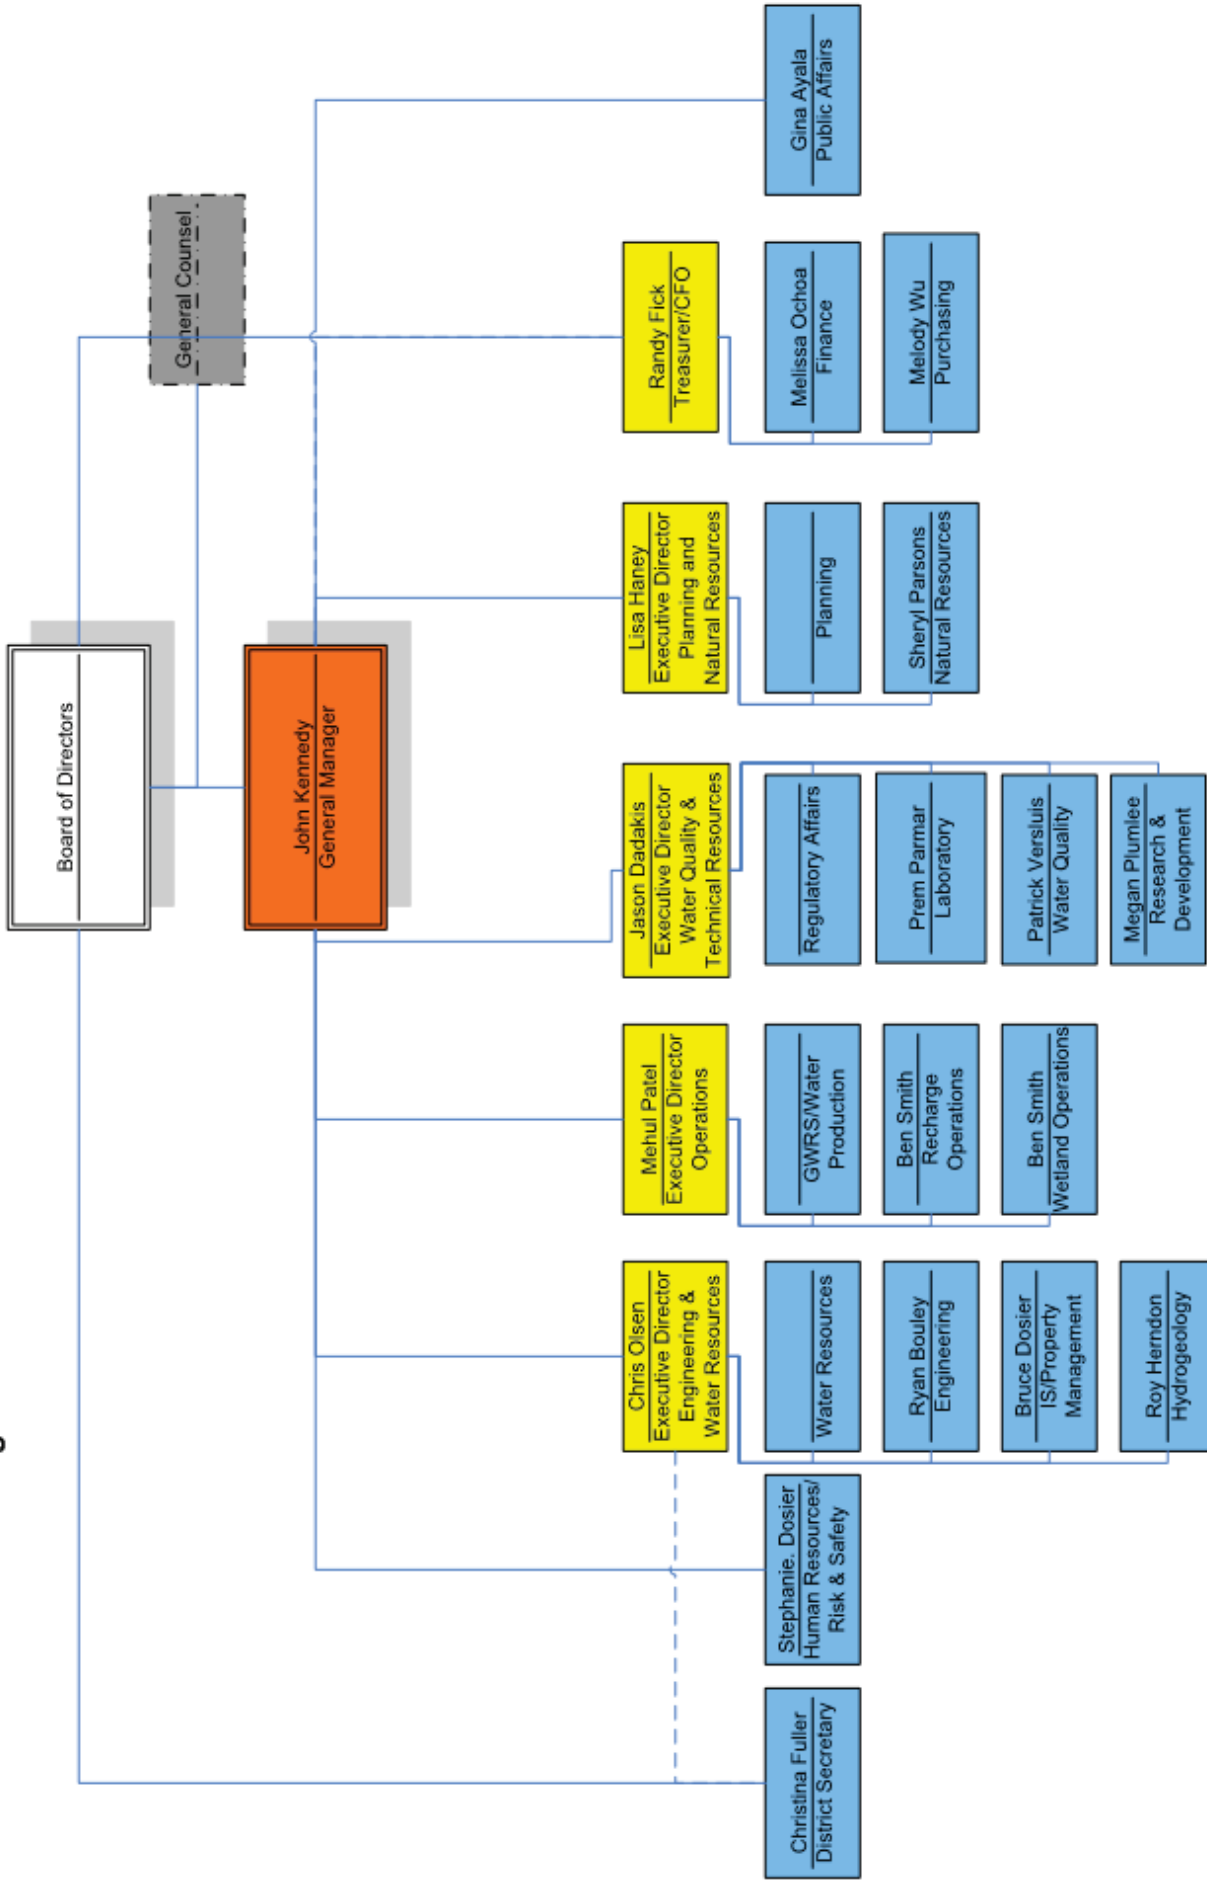 Board of Directors
General Counsel
John Kennedy
General Manager
Chris Olsen
Executive Director
Engineering &
Water Resources
Mehul Patel
Executive Director
Operations
Jason Dadakis
Executive Director
Water Quality &
Technical Resources
Lisa Haney
Executive Director
Planning and
Natural Resources
Randy Fick
Treasurer/CFO
Christina Fuller
District Secretary
Stephanie. Dosier
Human Resources/
Risk & Safety
Water Resources
GWRS/Water
Production
Regulatory Affairs
Planning
Melissa Ochoa
Finance
Gina Ayala
Public Affairs
Ryan Bouley
Engineering
Ben Smith
Recharge
Operations
Prem Parmar
Laboratory
Sheryl Parsons
Natural Resources
Melody Wu
Purchasing
Bruce Dosier
IS/Property
Management
Ben Smith
Wetland Operations
Patrick Versluis
Water Quality
Roy Herndon
Hydrogeology
Megan Plumlee
Research &
Development